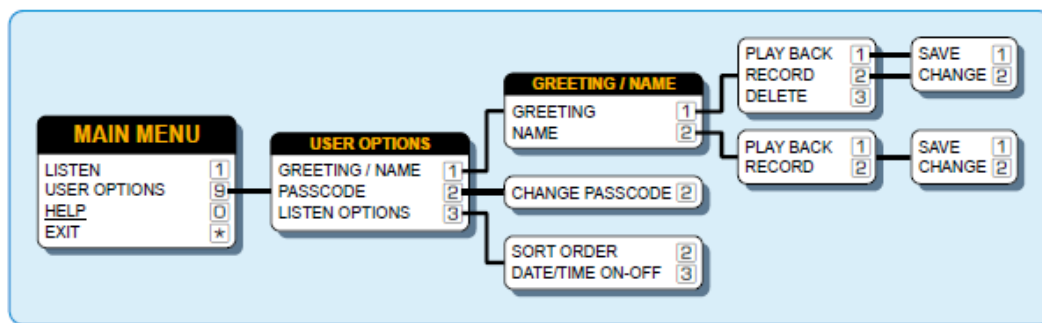 MAIN MENU
LISTEN 1
USER OPTIONS 9
HELP 0
EXIT *
USER OPTIONS
GREETING / NAME 1
PASSCODE 2
LISTEN OPTIONS 3
GREETING / NAME
GREETING 1
NAME 2
CHANGE PASSCODE 2
SORT ORDER 2
DATE/TIME ON-OFF 3
PLAY BACK 1
RECORD 2
DELETE 3
SAVE 1
CHANGE 2
PLAY BACK 1
RECORD 2
SAVE 1
CHANGE 2